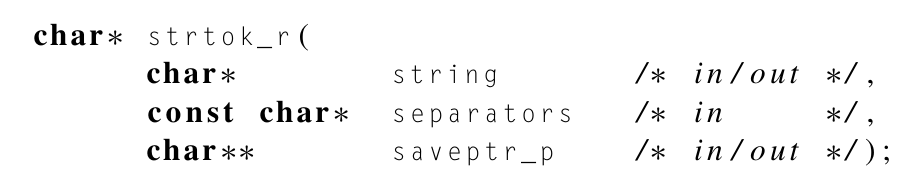 char* strtok_r(
char* string /* in/out */,
const char* separators /* in */,
char** saveptr_p /* in/out */);